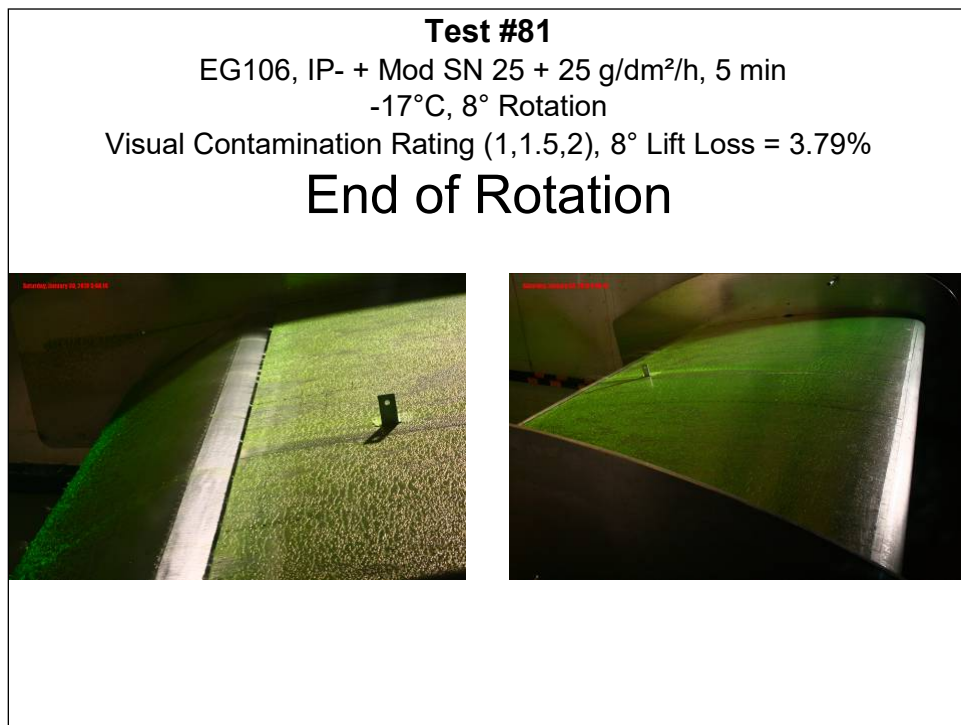 Test #81
EG106, IP- + Mod SN 25 + 25 g/dm²/h, 5 min
-17°C, 8° Rotation
Visual Contamination Rating (1,1.5,2), 8° Lift Loss = 3.79%
End of Rotation